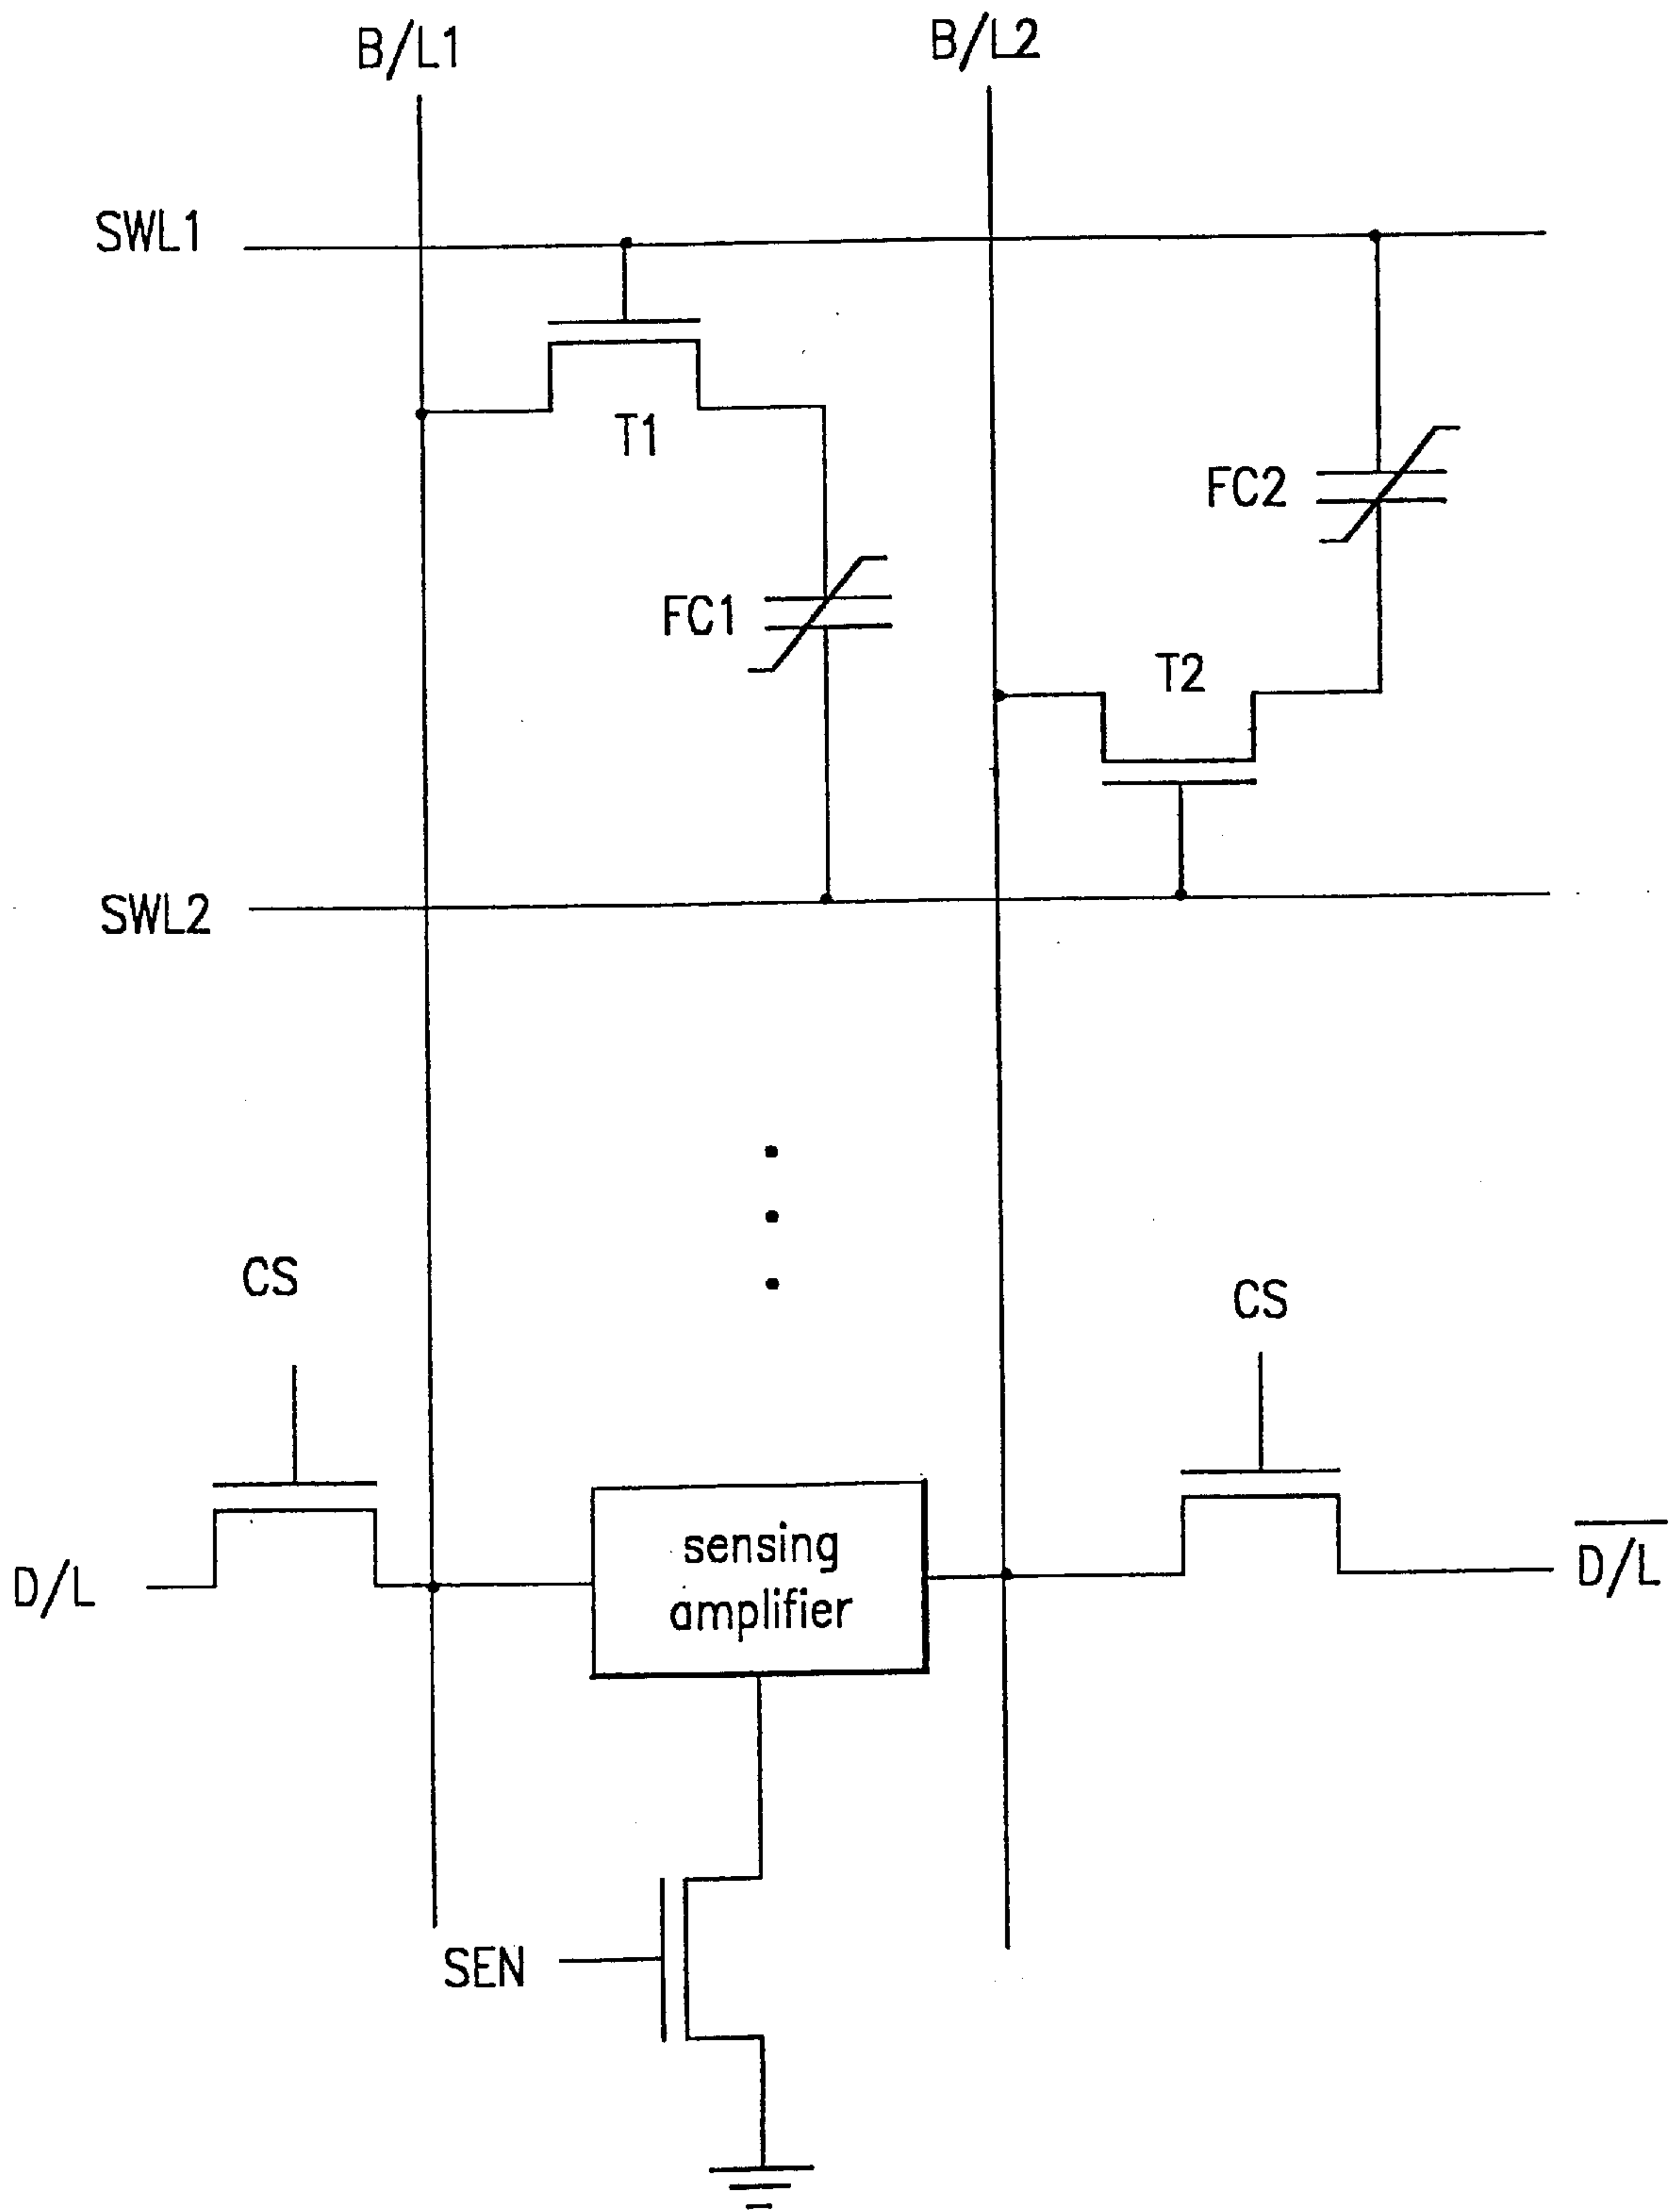 B/L1
B/L2
SWL1
T1
FC2
FC1
T2
SWL2
CS
CS
sensing
amplifier
D/L
D/L
SEN